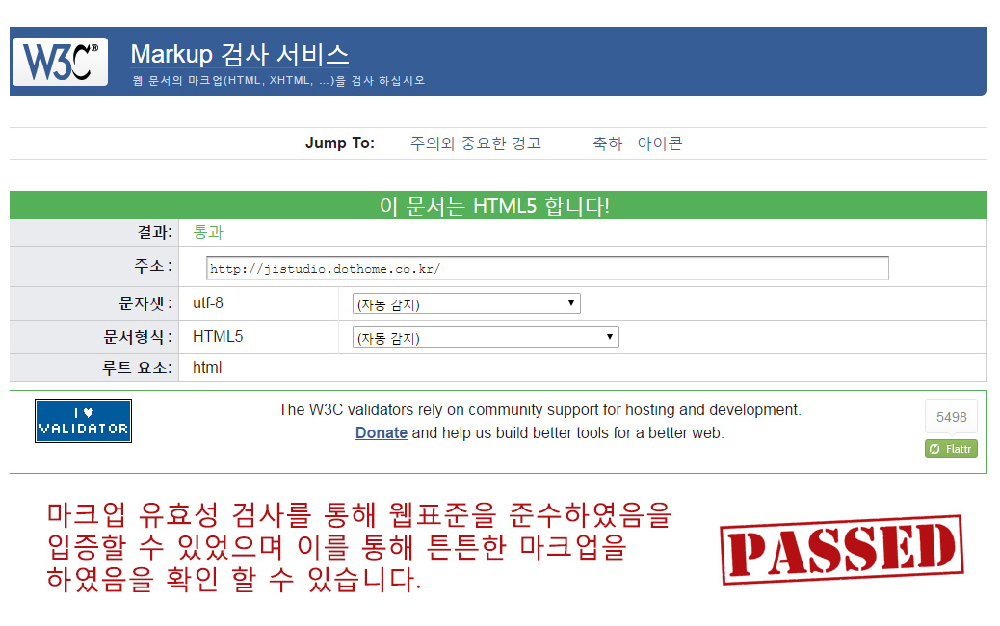 W3C®
Markup 검사 서비스
웹 문서의 마크업(HTML, XHTML, …)을 검사 하십시오
Jump To: 주의와 중요한 경고 축하 · 아이콘
이 문서는 HTML5 합니다!
결과: 통과
주소 : http://jistudio.dothome.co.kr/
문자셋 : utf-8 (자동 감지)
문서형식 : HTML5 (자동 감지)
루트 요소: html
I ♥
VALIDATOR
The W3C validators rely on community support for hosting and development.
Donate and help us build better tools for a better web.
5498
Flattr
마크업 유효성 검사를 통해 웹표준을 준수하였음을
입증할 수 있었으며 이를 통해 튼튼한 마크업을
하였음을 확인 할 수 있습니다.
PASSED